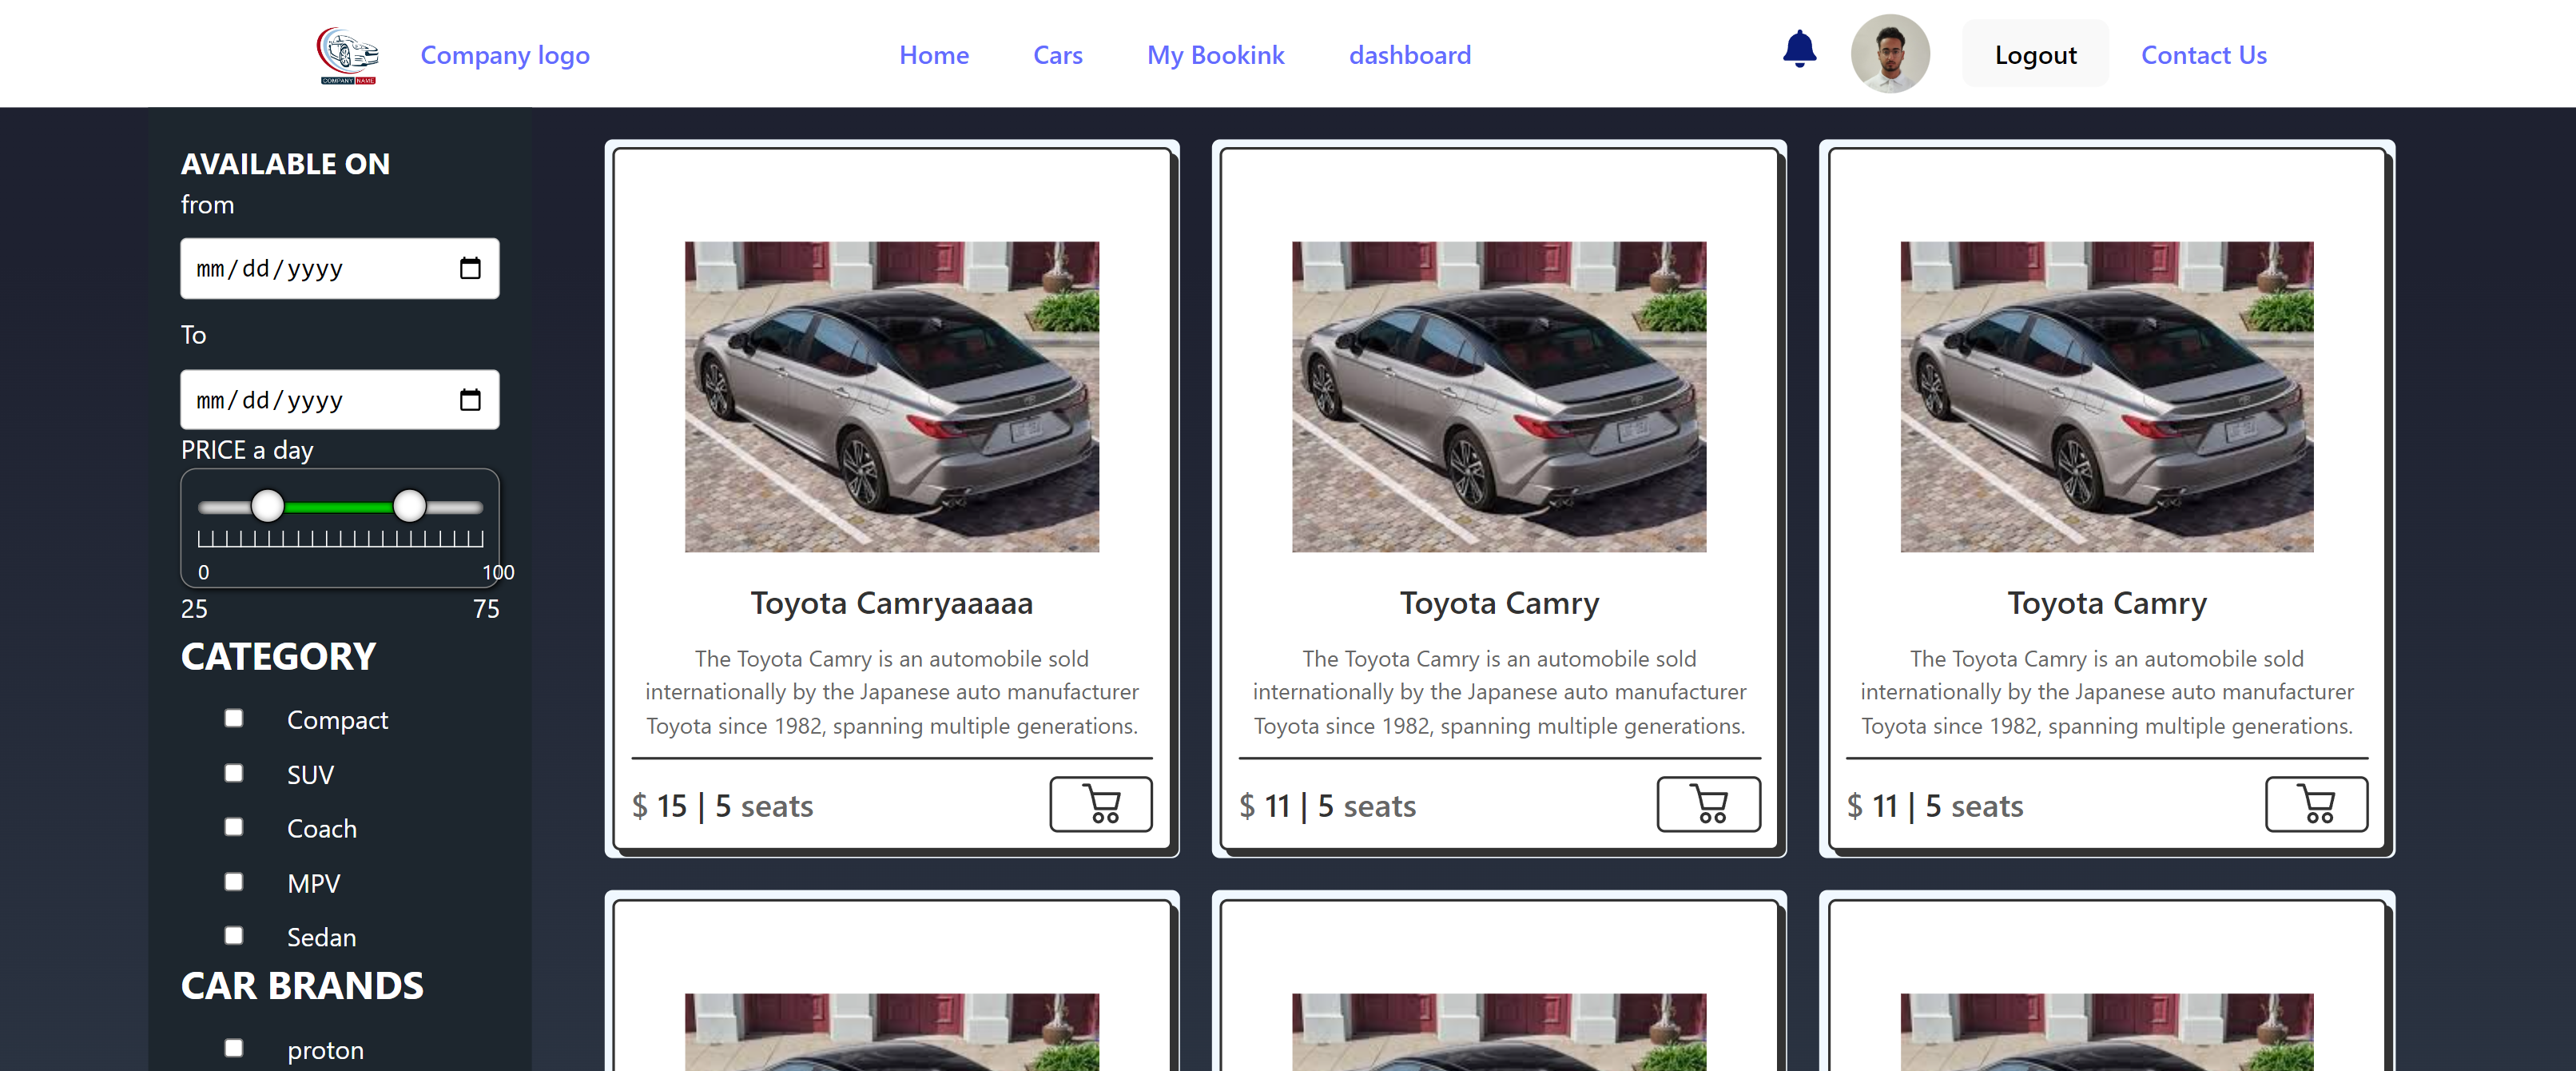 COMPANY NAME
Company logo
Home
Cars
My Bookink
dashboard
Logout
Contact Us
AVAILABLE ON
from
mm/dd/yyyy
To
mm/dd/yyyy
PRICE a day
0
100
25
75
CATEGORY
Compact
SUV
Coach
MPV
Sedan
CAR BRANDS
proton
Toyota Camryaaaaa
The Toyota Camry is an automobile sold
internationally by the Japanese auto manufacturer
Toyota since 1982, spanning multiple generations.
$ 15 | 5 seats
Toyota Camry
The Toyota Camry is an automobile sold
internationally by the Japanese auto manufacturer
Toyota since 1982, spanning multiple generations.
$ 11 | 5 seats
Toyota Camry
The Toyota Camry is an automobile sold
internationally by the Japanese auto manufacturer
Toyota since 1982, spanning multiple generations.
$ 11 | 5 seats